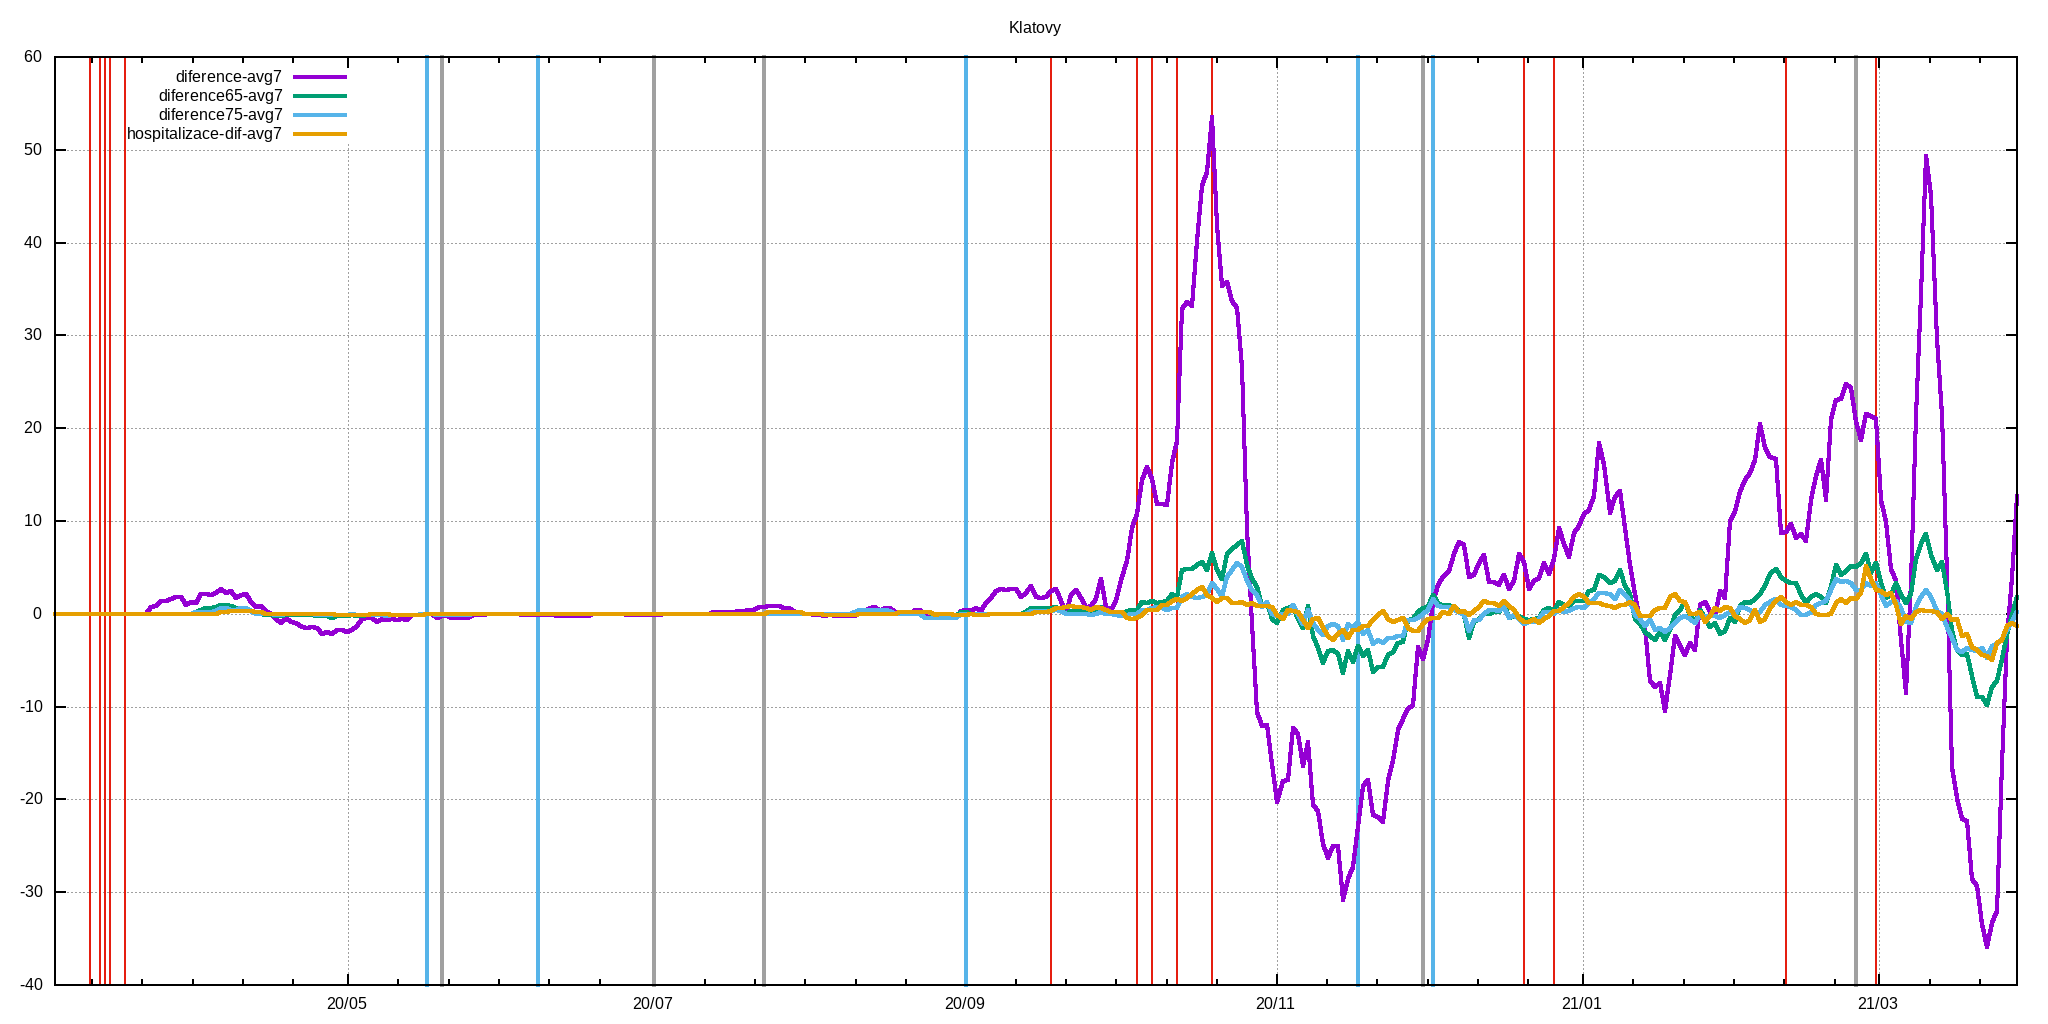 Klatovy
diference-avg7
diference65-avg7
diference75-avg7
hospitalizace-dif-avg7
60
50
40
30
20
10
0
-10
-20
-30
-40
20/05 20/07 20/09 20/11 21/01 21/03